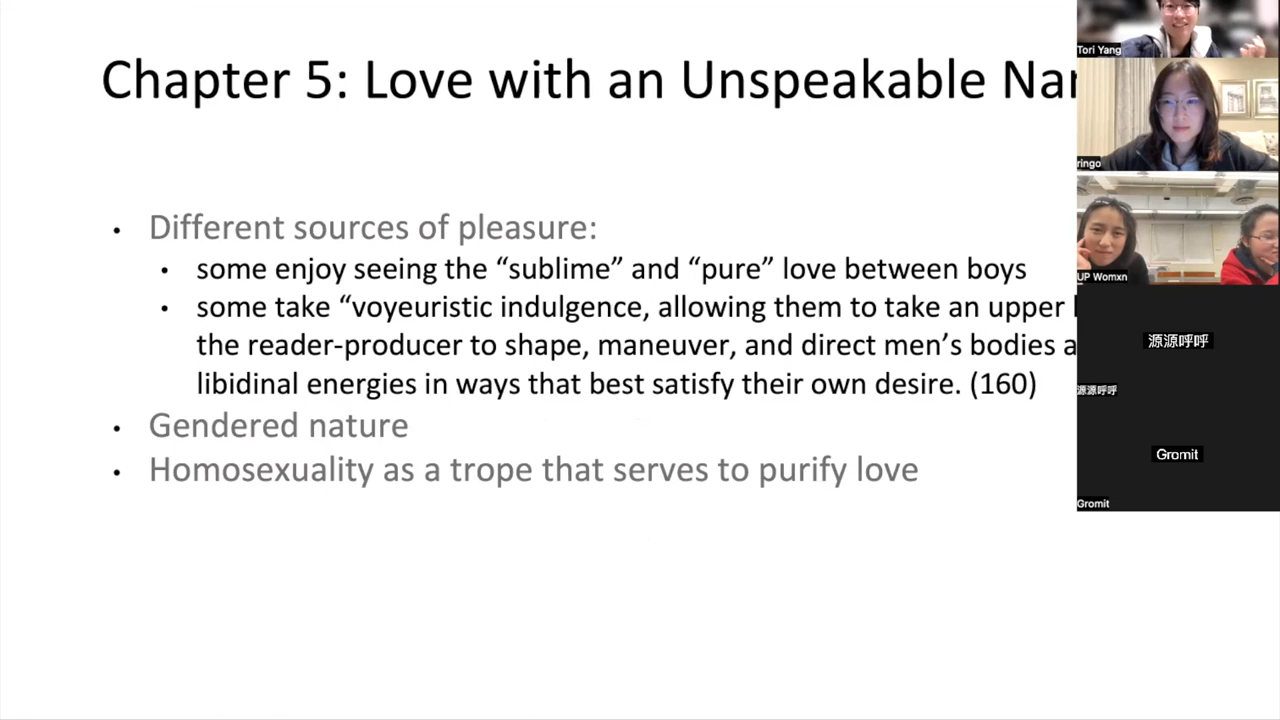 Chapter 5: Love with an Unspeakable
Different sources of pleasure:
some enjoy seeing the “sublime” and “pure” love between boys
some take “voyeuristic indulgence, allowing them to take an upper
the reader-producer to shape, maneuver, and direct men’s bodies
libidinal energies in ways that best satisfy their own desire. (160)
Gendered nature
Homosexuality as a trope that serves to purify love
Tori Yang
ringo
UP Womxn
源源呼呼
源源呼呼
Gromit
Gromit